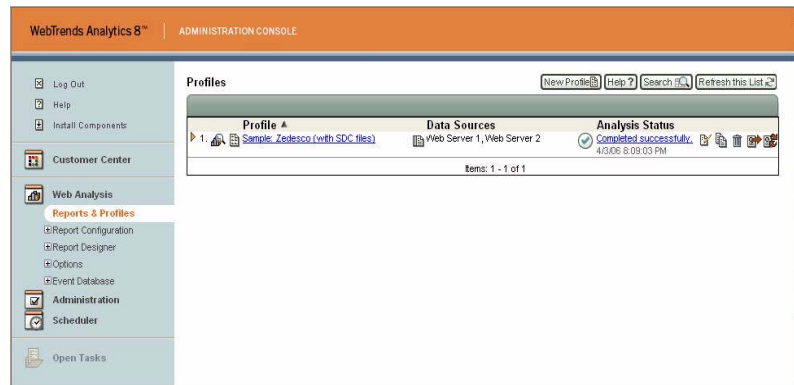 WebTrends Analytics 8™
ADMINISTRATION CONSOLE
Log Out
Help
Install Components
Customer Center
Web Analysis
Reports & Profiles
Report Configuration
Report Designer
Options
Event Database
Administration
Scheduler
Open Tasks
Profiles
New Profile Help ? Search Refresh this List
Profile Data Sources Analysis Status
1. Sample: Zedesco (with SDC files) Web Server 1, Web Server 2 Completed successfully.
4/3/06 8:09:03 PM
Items: 1 - 1 of 1